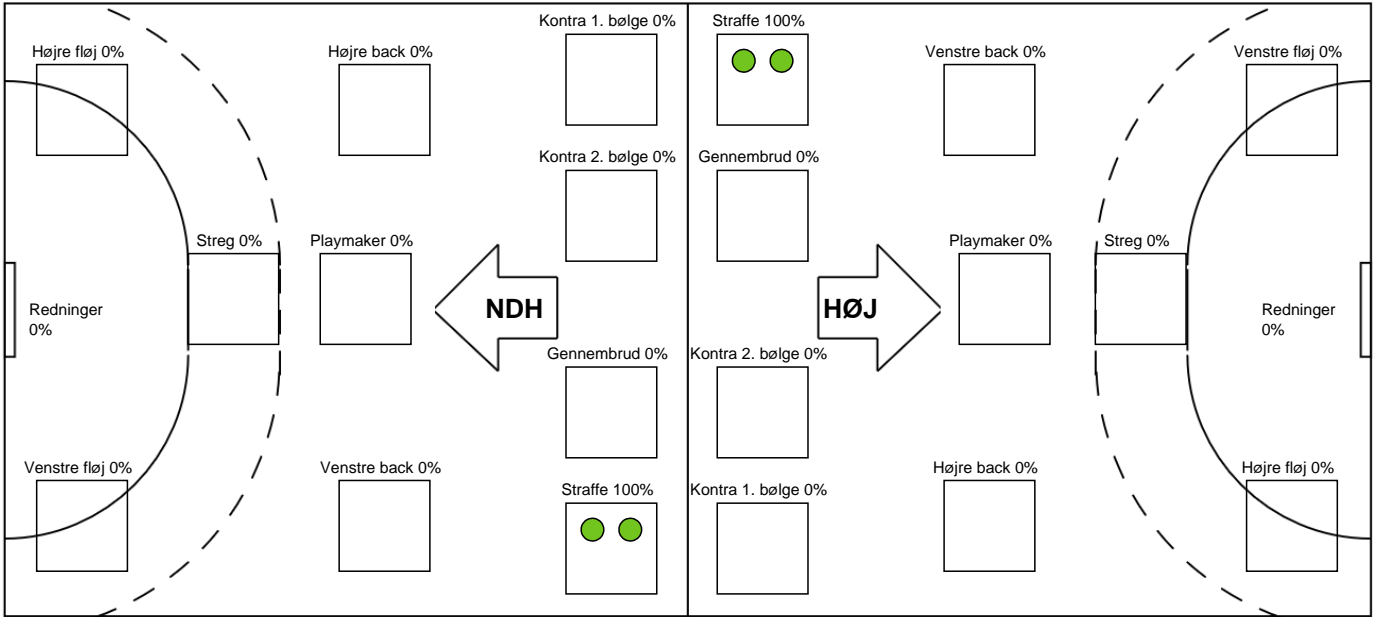 Kontra 1. bølge 0%
Straffe 100%
Højre fløj 0%
Højre back 0%
Venstre back 0%
Venstre fløj 0%
Kontra 2. bølge 0%
Gennembrud 0%
Streg 0%
Playmaker 0%
Playmaker 0%
Streg 0%
Redninger
0%
NDH
HØJ
Redninger
0%
Gennembrud 0%
Kontra 2. bølge 0%
Venstre fløj 0%
Venstre back 0%
Højre back 0%
Højre fløj 0%
Straffe 100%
Kontra 1. bølge 0%